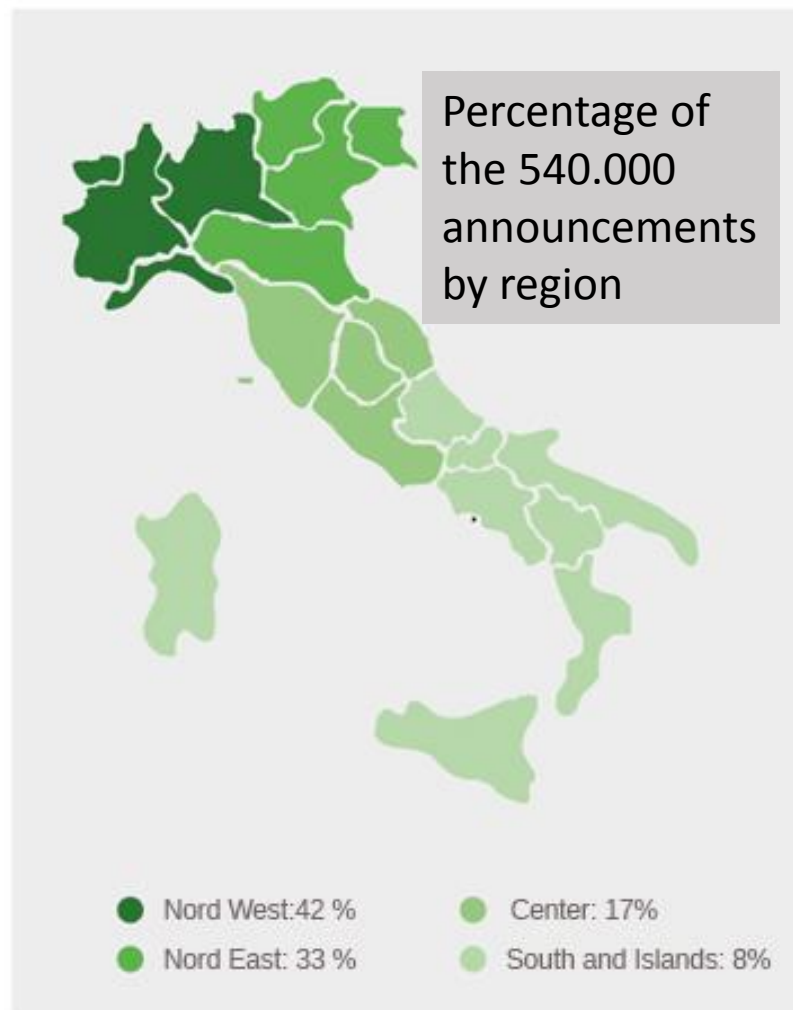 Percentage of
the 540.000
announcements
by region
Nord West:42 %
Center: 17%
Nord East: 33 %
South and Islands: 8%